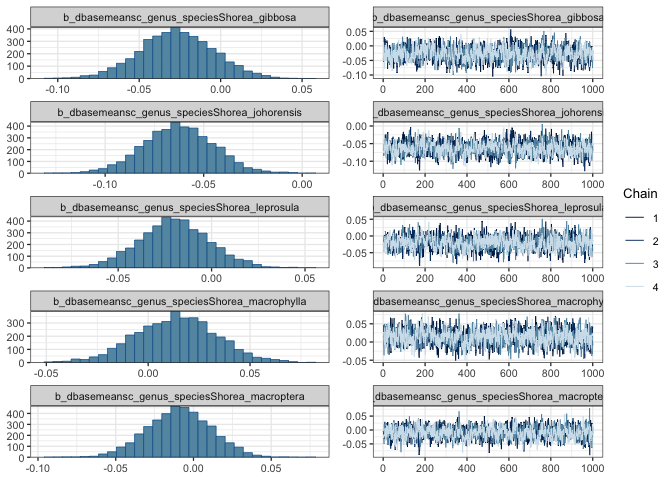 b_dbasemeansc_genus_speciesShorea_gibbosa
400
300
200
100
0
-0.10 -0.05 0.00 0.05
b_dbasemeansc_genus_speciesShorea_gibbosa
0.05
0.00
-0.05
-0.10
0 200 400 600 800 1000
b_dbasemeansc_genus_speciesShorea_johorensis
400
300
200
100
0
-0.10 -0.05 0.00
dbasemeansc_genus_speciesShorea_johorens
0.00
-0.05
-0.10
0 200 400 600 800 1000
b_dbasemeansc_genus_speciesShorea_leprosula
400
300
200
100
0
-0.05 0.00 0.05
_dbasemeansc_genus_speciesShorea_leprosula
0.05
0.00
-0.05
0 200 400 600 800 1000
b_dbasemeansc_genus_speciesShorea_macrophylla
300
200
100
0
-0.05 0.00 0.05
dbasemeansc_genus_speciesShorea_macrophy
0.05
0.00
-0.05
0 200 400 600 800 1000
b_dbasemeansc_genus_speciesShorea_macroptera
400
300
200
100
0
-0.10 -0.05 0.00 0.05
dbasemeansc_genus_speciesShorea_macropte
0.05
0.00
-0.05
0 200 400 600 800 1000
Chain
1
2
3
4